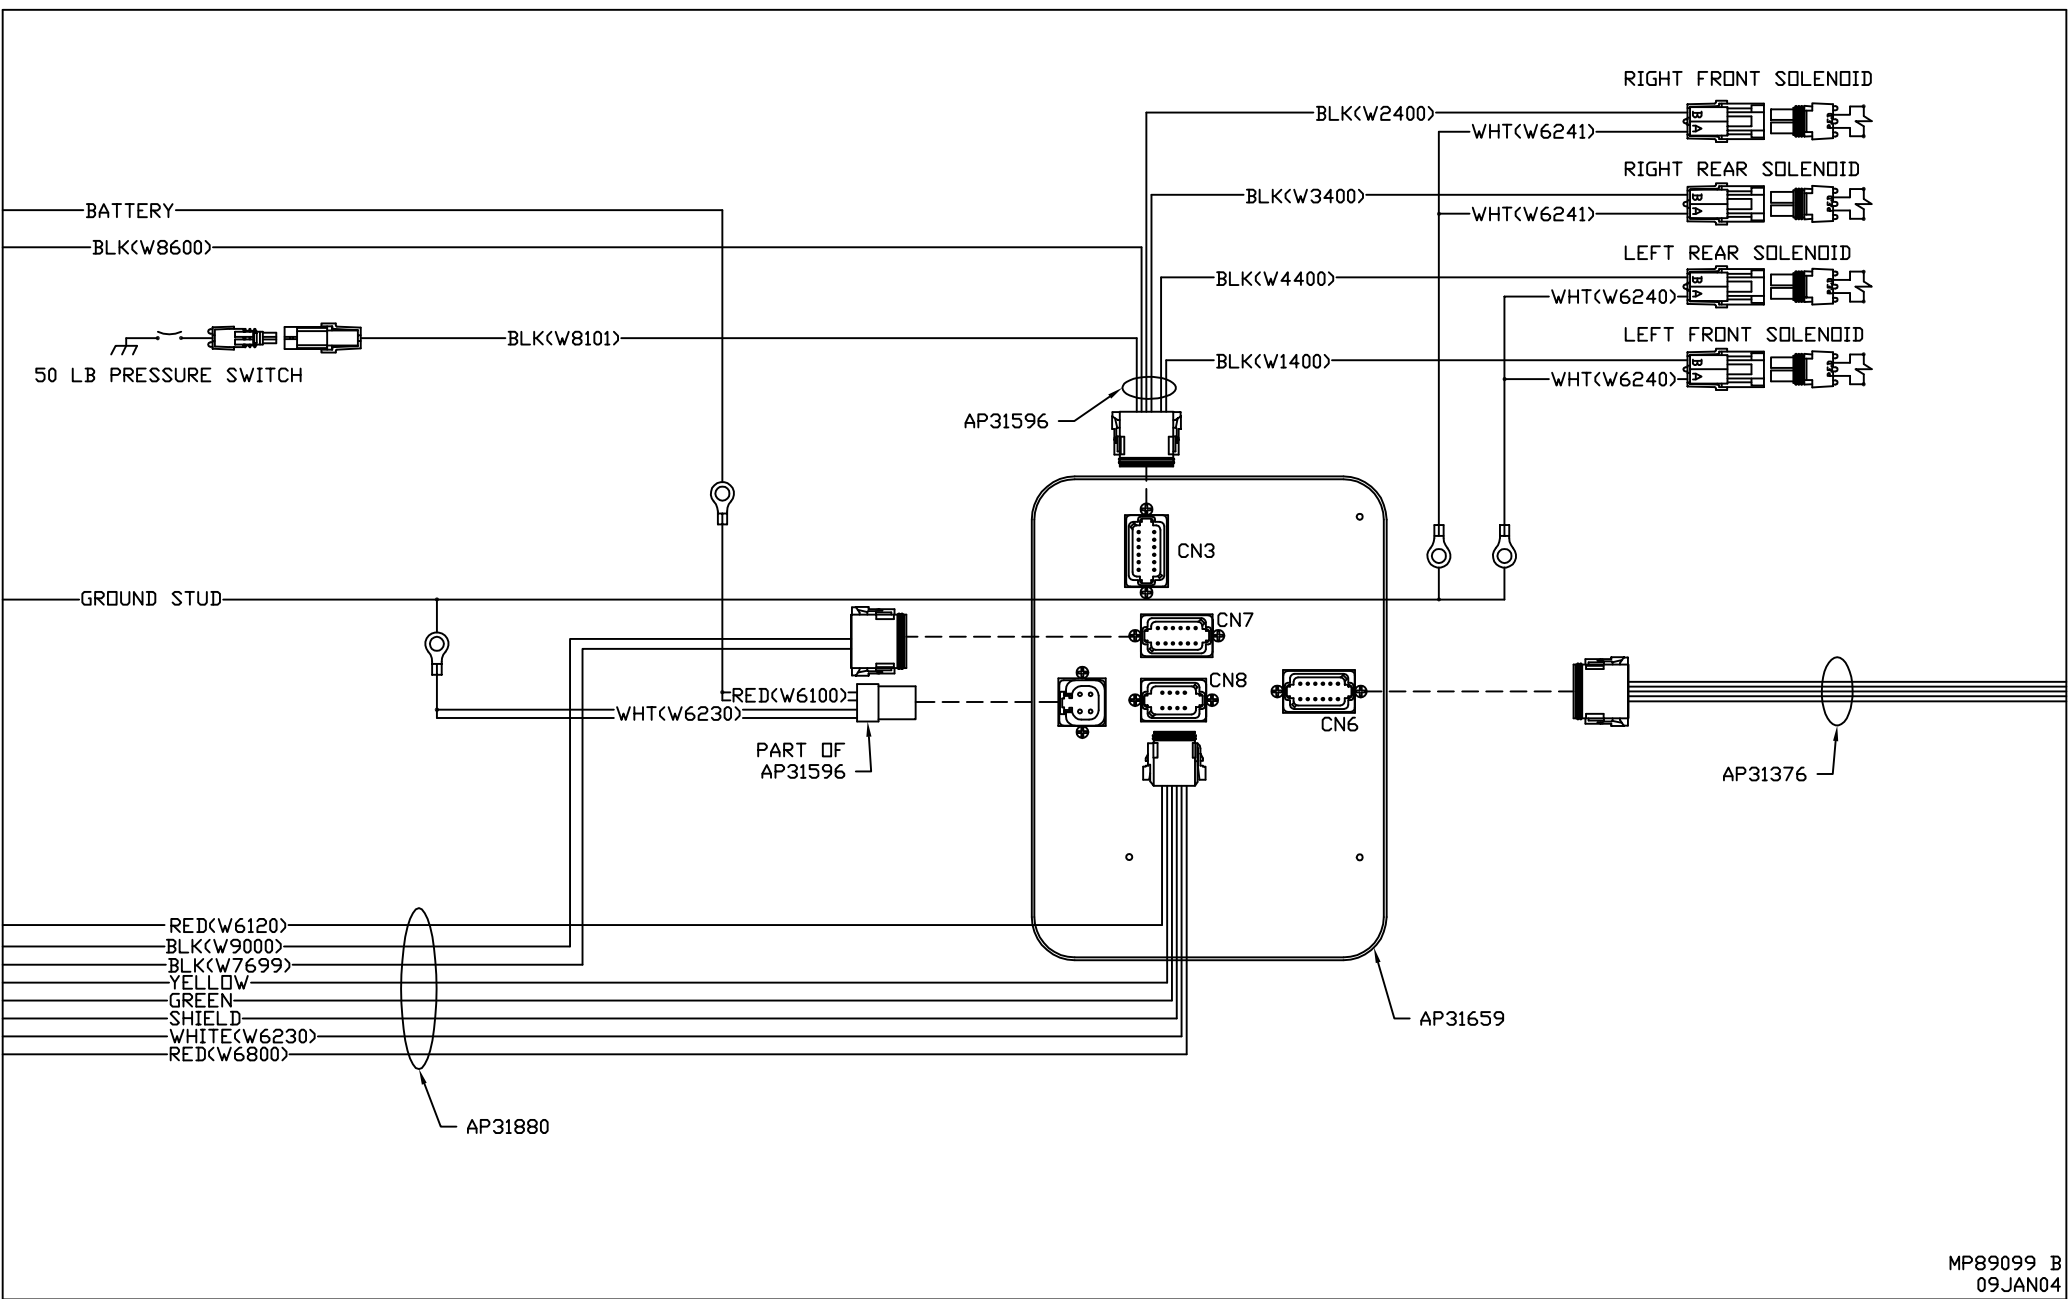 RIGHT FRONT SOLENOID
BLK(W2400)
WHT(W6241)
B
A
RIGHT REAR SOLENOID
BLK(W3400)
WHT(W6241)
B
A
BATTERY
BLK(W8600)
LEFT REAR SOLENOID
BLK(W4400)
WHT(W6240)
B
A
LEFT FRONT SOLENOID
BLK(W8101)
BLK(W1400)
WHT(W6240)
B
A
50 LB PRESSURE SWITCH
AP31596
CN3
GROUND STUD
CN7
CN8
RED(W6100)
WHT(W6230)
CN6
PART OF
AP31596
AP31376
RED(W6120)
BLK(W9000)
BLK(W7699)
YELLOW
GREEN
SHIELD
WHITE(W6230)
RED(W6800)
AP31659
AP31880
MP89099 B
09JAN04